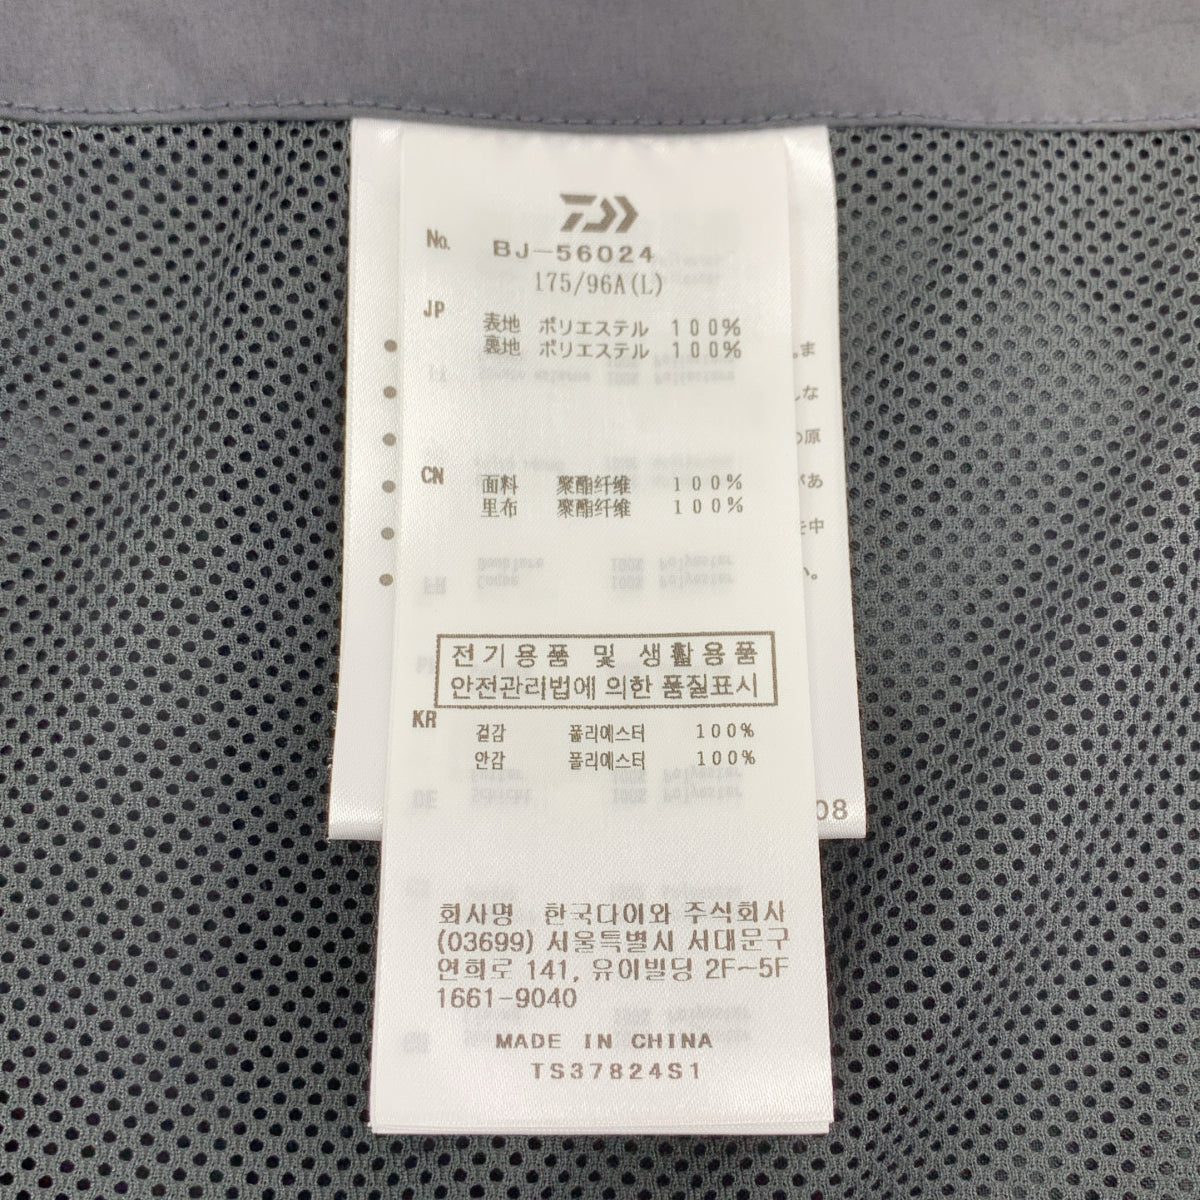 No. BJ-56024
175/96A(L)
JP
表地 ポリエステル 100%
裏地 ポリエステル 100%
CN
面料 聚酯纤维 100%
里布 聚酯纤维 100%
전기용품 및 생활용품
안전관리법에 의한 품질표시
KR
겉감 폴리에스터 100%
안감 폴리에스터 100%
회사명 한국다이와 주식회사
(03699) 서울특별시 서대문구
연희로 141, 유이빌딩 2F~5F
1661-9040
MADE IN CHINA
TS37824S1
08